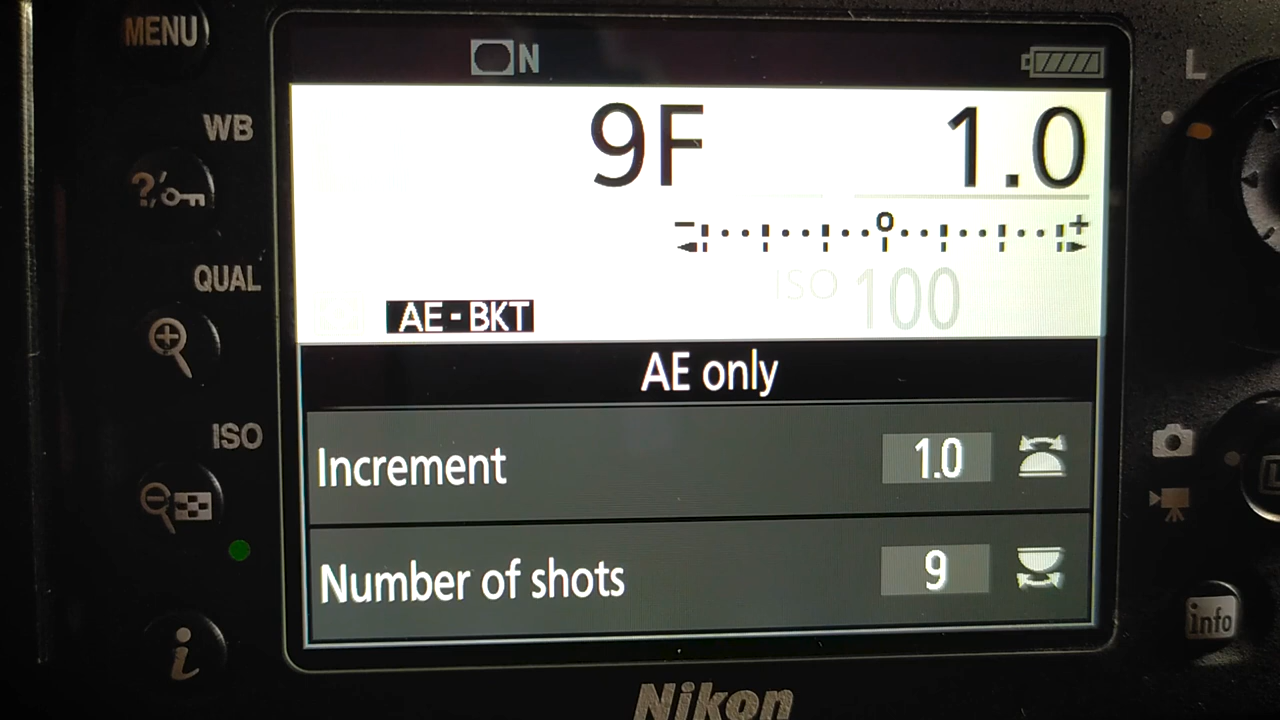 MENU
N
L
WB
9F 1.0
?/
- 0 +
QUAL
ISO 100
AE-BKT
AE only
ISO
Increment 1.0
Number of shots 9
i
info
Nikon